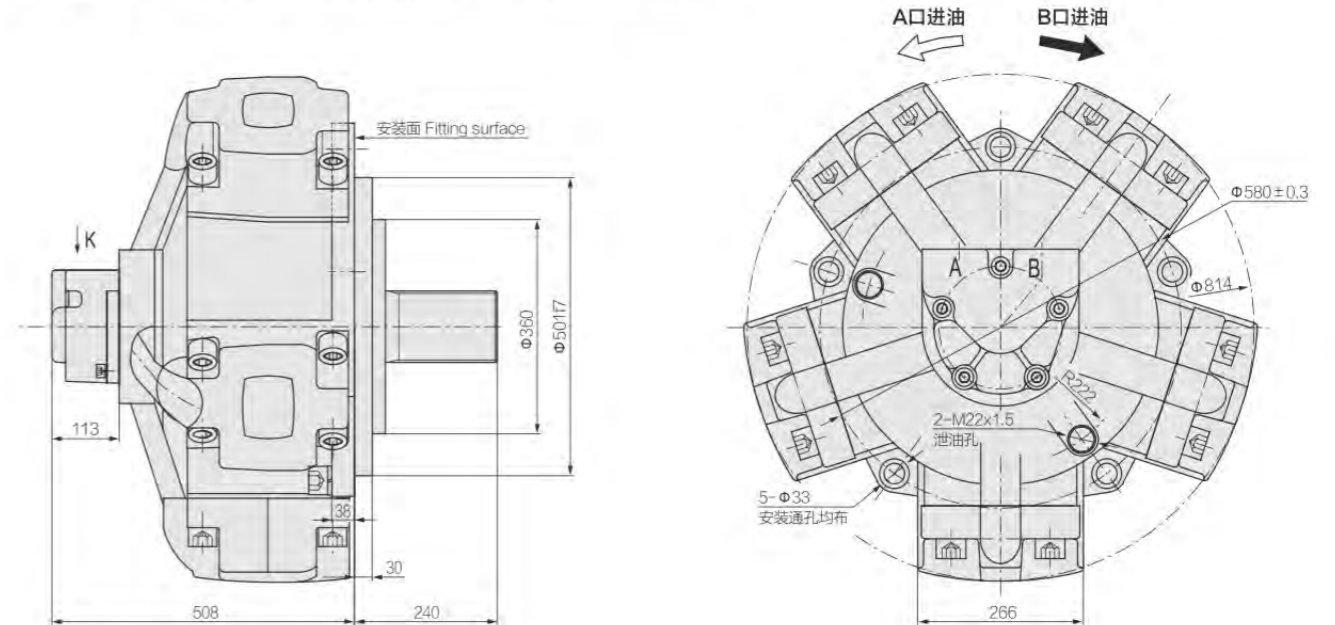 A口进油
B口进油
安装面 Fitting surface
K
Φ360
Φ501f7
113
38
30
508
240
Φ580±0.3
Φ814
A
B
R222
2-M22x1.5
泄油孔
5-Φ33
安装通孔均布
266